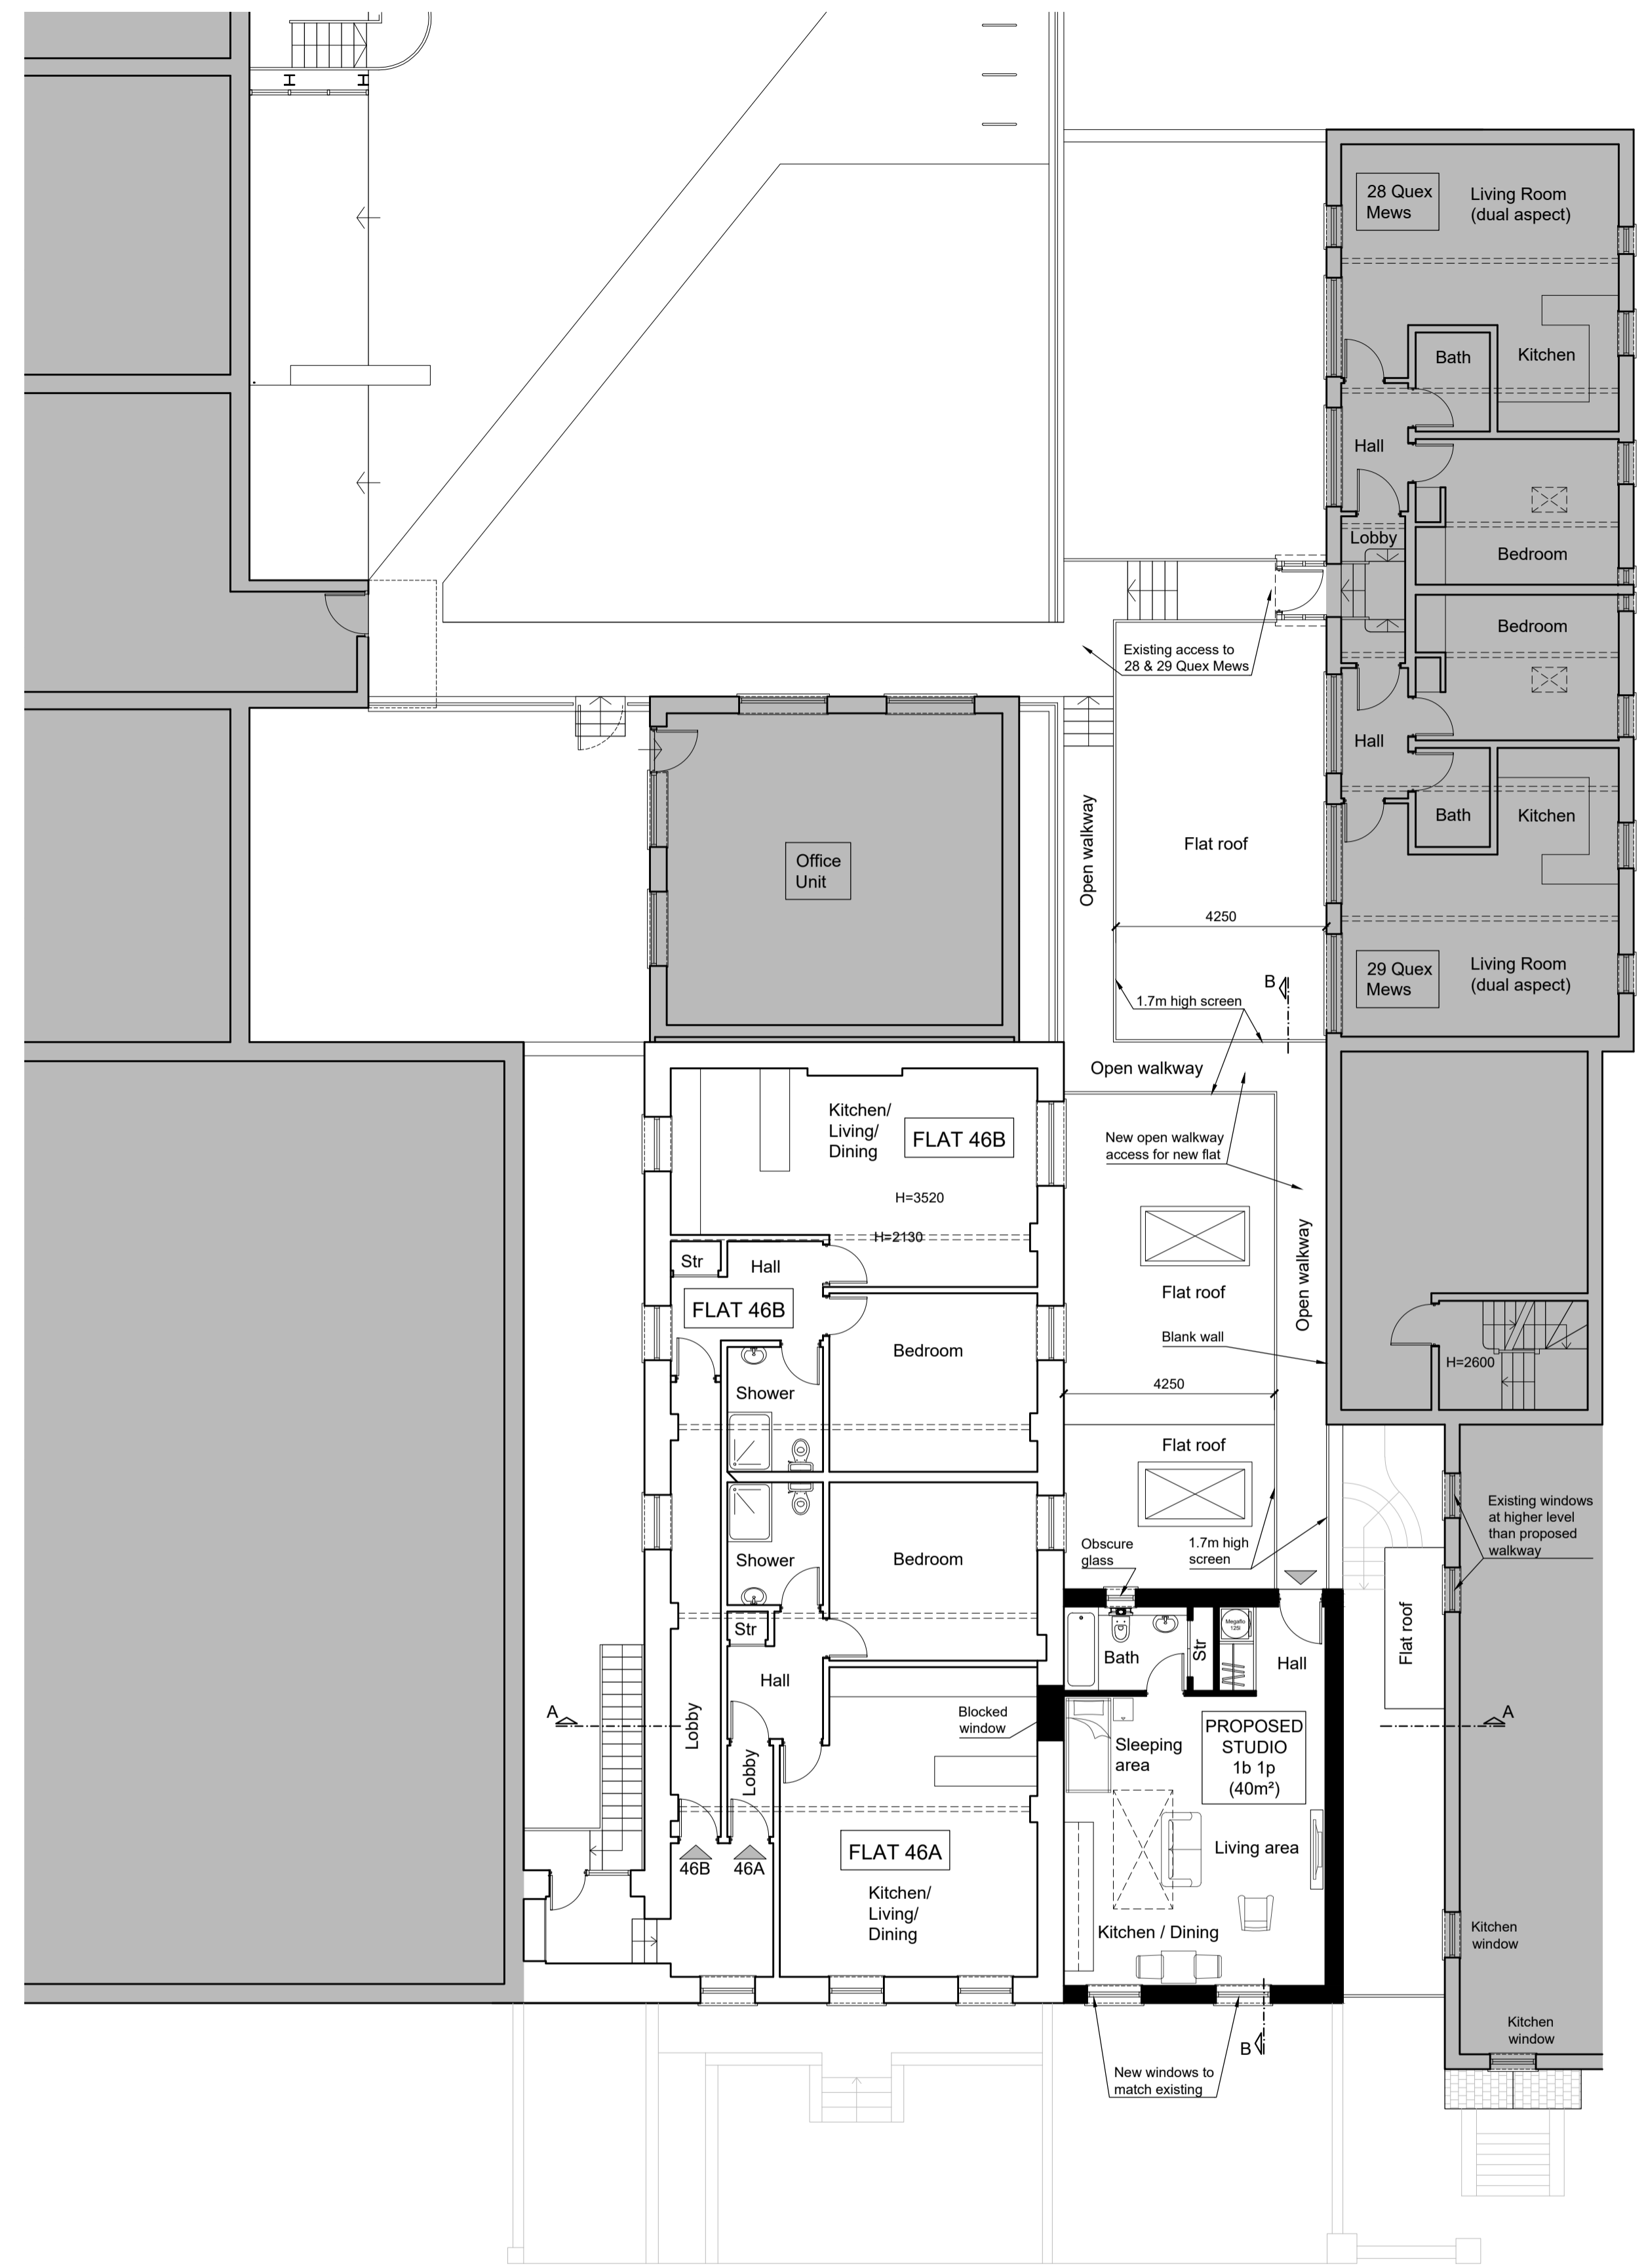 28 Quex
Mews
Living Room
(dual aspect)
Bath
Kitchen
Hall
Lobby
Bedroom
Bedroom
Existing access to
28 & 29 Quex Mews
Hall
Bath
Kitchen
Open walkway
Flat roof
Office
Unit
4250
29 Quex
Mews
Living Room
(dual aspect)
B
1.7m high screen
Open walkway
Kitchen/
Living/
Dining
FLAT 46B
New open walkway
access for new flat
H=3520
H=2130
Str
Hall
FLAT 46B
Flat roof
Open walkway
Blank wall
Bedroom
H=2600
Shower
4250
Flat roof
Existing windows
at higher level
than proposed
walkway
Shower
Bedroom
Obscure
glass
1.7m high
screen
Str
Megaflo
125l
Bath
Str
Hall
Flat roof
Hall
A
Lobby
Lobby
Blocked
window
Sleeping
area
PROPOSED
STUDIO
1b 1p
(40m²)
A
46B
46A
FLAT 46A
Living area
Kitchen/
Living/
Dining
Kitchen / Dining
Kitchen
window
Kitchen
window
B
New windows to
match existing